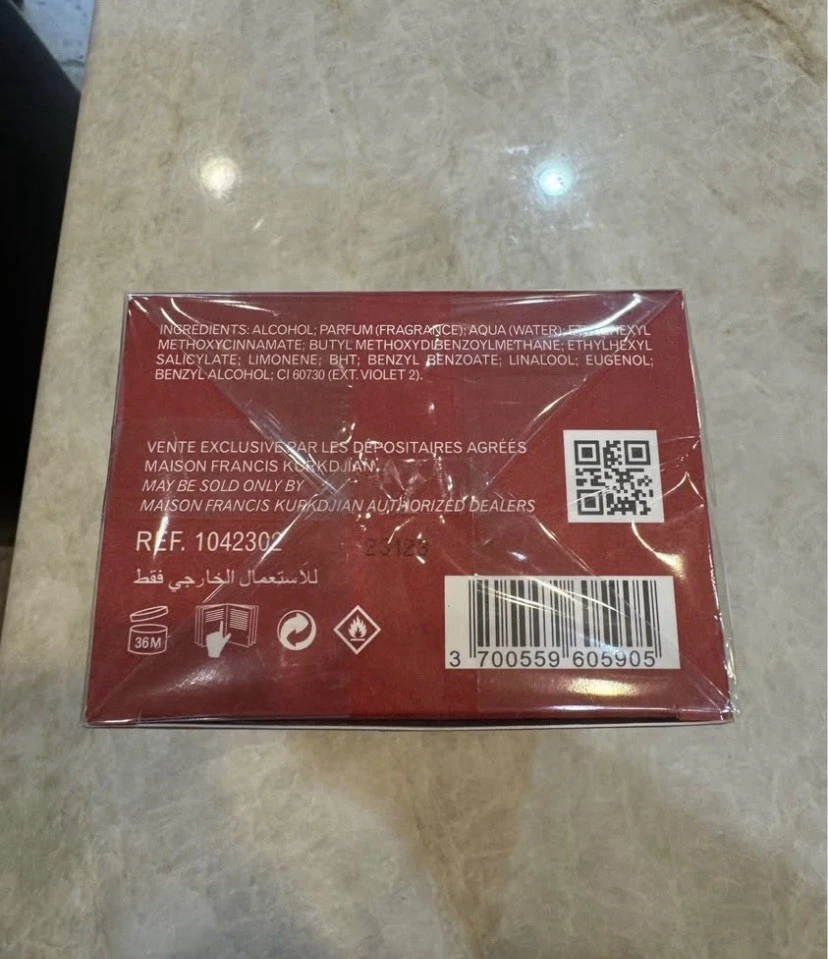 INGREDIENTS: ALCOHOL; PARFUM (FRAGRANCE); AQUA (WATER); ETHYLHEXYL
METHOXYCINNAMATE; BUTYL METHOXYDIBENZOYLMETHANE; ETHYLHEXYL
SALICYLATE; LIMONENE; BHT; BENZYL BENZOATE; LINALOOL; EUGENOL;
BENZYL ALCOHOL; CI 60730 (EXT. VIOLET 2).
VENTE EXCLUSIVE PAR LES DÉPOSITAIRES AGRÉÉS
MAISON FRANCIS KURKDJIAN.
MAY BE SOLD ONLY BY
MAISON FRANCIS KURKDJIAN AUTHORIZED DEALERS
REF. 1042302
23123
للاستعمال الخارجي فقط
36M
3 700559 605905